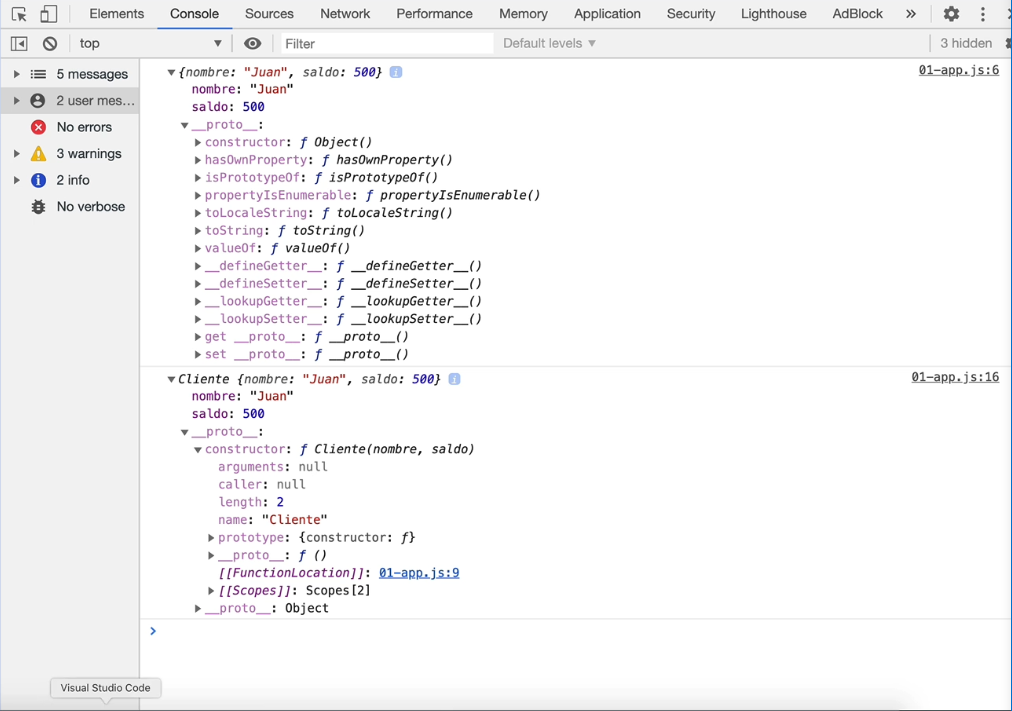 Elements Console Sources Network Performance Memory Application Security Lighthouse AdBlock »
top ▼ Filter Default levels ▼ 3 hidden
5 messages
2 user mes...
No errors
3 warnings
2 info
No verbose
▼{nombre: "Juan", saldo: 500} i 01-app.js:6
nombre: "Juan"
saldo: 500
▼__proto__:
▶constructor: ƒ Object()
▶hasOwnProperty: ƒ hasOwnProperty()
▶isPrototypeOf: ƒ isPrototypeOf()
▶propertyIsEnumerable: ƒ propertyIsEnumerable()
▶toLocaleString: ƒ toLocaleString()
▶toString: ƒ toString()
▶valueOf: ƒ valueOf()
▶__defineGetter__: ƒ __defineGetter__()
▶__defineSetter__: ƒ __defineSetter__()
▶__lookupGetter__: ƒ __lookupGetter__()
▶__lookupSetter__: ƒ __lookupSetter__()
▶get __proto__: ƒ __proto__()
▶set __proto__: ƒ __proto__()
▼Cliente {nombre: "Juan", saldo: 500} i 01-app.js:16
nombre: "Juan"
saldo: 500
▼__proto__:
▼constructor: ƒ Cliente(nombre, saldo)
arguments: null
caller: null
length: 2
name: "Cliente"
▶prototype: {constructor: ƒ}
▶__proto__: ƒ ()
[[FunctionLocation]]: 01-app.js:9
▶[[Scopes]]: Scopes[2]
▶__proto__: Object
>
Visual Studio Code